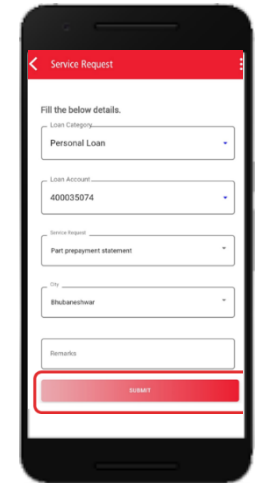 Service Request
Fill the below details.
Loan Category
Personal Loan
Loan Account
400035074
Service Request
Part prepayment statement
City
Bhubaneshwar
Remarks
SUBMIT